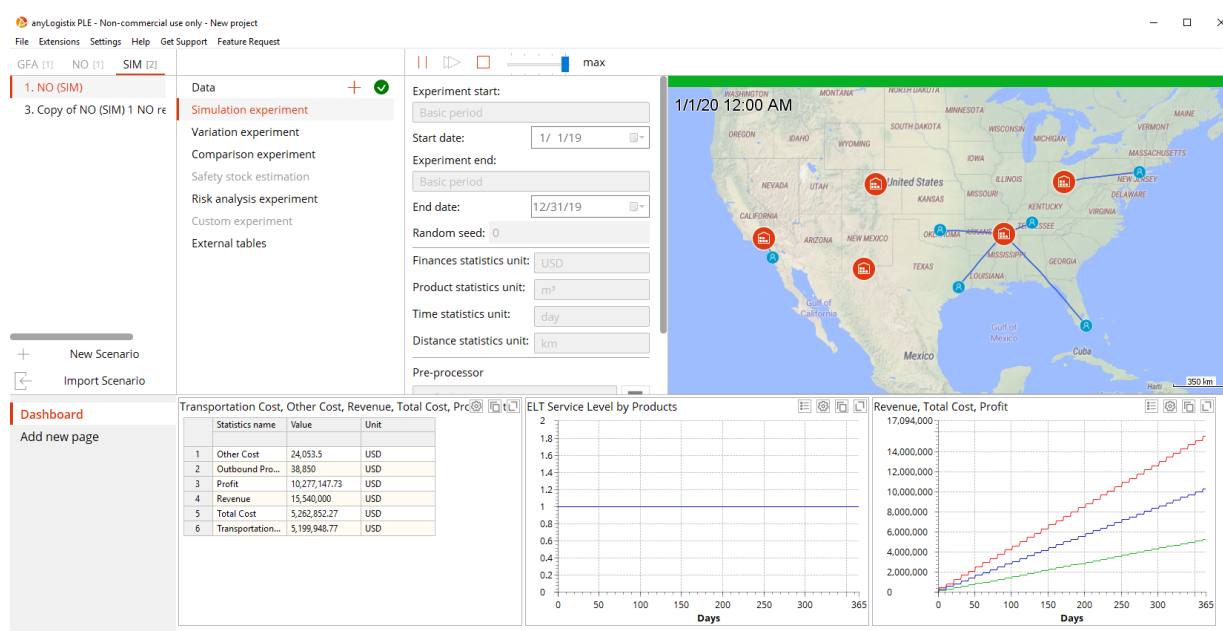 anyLogistix PLE - Non-commercial use only - New project
File Extensions Settings Help Get Support Feature Request
GFA [1] NO [1] SIM [2]
max
1. NO (SIM)
3. Copy of NO (SIM) 1 NO re
New Scenario
Import Scenario
Data
Simulation experiment
Variation experiment
Comparison experiment
Safety stock estimation
Risk analysis experiment
Custom experiment
External tables
Experiment start:
Basic period
Start date: 1/ 1/19
Experiment end:
Basic period
End date: 12/31/19
Random seed: 0
Finances statistics unit: USD
Product statistics unit: m³
Time statistics unit: day
Distance statistics unit: km
Pre-processor
1/1/20 12:00 AM
WASHINGTON
MONTANA
NORTH DAKOTA
MINNESOTA
MAINE
OREGON
IDAHO
WYOMING
SOUTH DAKOTA
WISCONSIN
MICHIGAN
VERMONT
MASSACHUSETTS
IOWA
NEVADA
UTAH
United States
ILLINOIS
NEW JERSEY
KANSAS
MISSOURI
DELAWARE
KENTUCKY
VIRGINIA
CALIFORNIA
ARIZONA
NEW MEXICO
MISSISSIPPI
TEXAS
LOUISIANA
GEORGIA
Gulf of
California
Gulf of
Mexico
Mexico
Cuba
Haiti
350 km
Dashboard
Add new page
Transportation Cost, Other Cost, Revenue, Total Cost,
Statistics name Value Unit
1 Other Cost 24,053.5 USD
2 Outbound Pro... 38,850 USD
3 Profit 10,277,147.73 USD
4 Revenue 15,540,000 USD
5 Total Cost 5,262,852.27 USD
6 Transportation... 5,199,948.77 USD
ELT Service Level by Products
2
1.8
1.6
1.4
1.2
1
0.8
0.6
0.4
0.2
0
0 50 100 150 200 250 300 365
Days
Revenue, Total Cost, Profit
17,094,000
14,000,000
12,000,000
10,000,000
8,000,000
6,000,000
4,000,000
2,000,000
0
0 50 100 150 200 250 300 365
Days